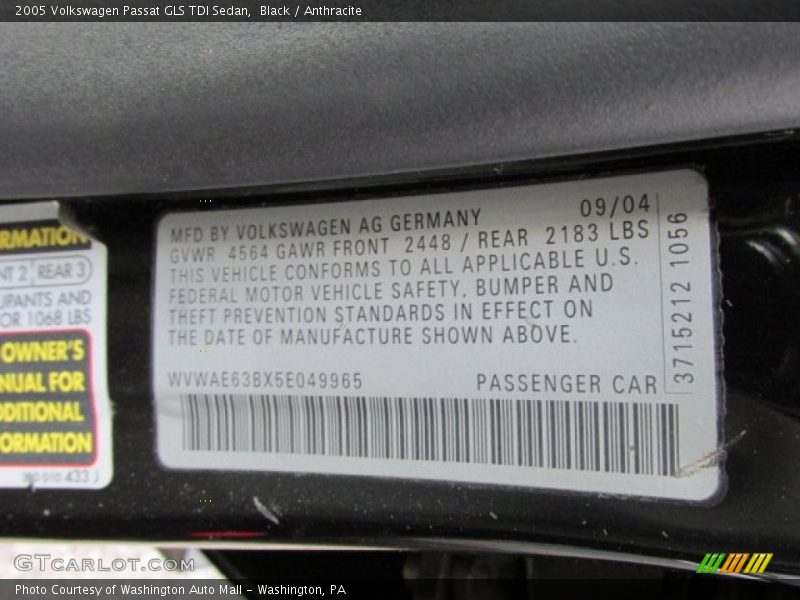 2005 Volkswagen Passat GLS TDI Sedan, Black / Anthracite
RMATION
NT 2, REAR 3
UPANTS AND
OR 1068 LBS
OWNER'S
NUAL FOR
DDITIONAL
FORMATION
433 J
MFD BY VOLKSWAGEN AG GERMANY 09/04
GVWR 4564 GAWR FRONT 2448 / REAR 2183 LBS
THIS VEHICLE CONFORMS TO ALL APPLICABLE U.S.
FEDERAL MOTOR VEHICLE SAFETY, BUMPER AND
THEFT PREVENTION STANDARDS IN EFFECT ON
THE DATE OF MANUFACTURE SHOWN ABOVE.
WVWAE63BX5E049965 PASSENGER CAR
3715212 1056
GTCARLOT.COM
Photo Courtesy of Washington Auto Mall - Washington, PA